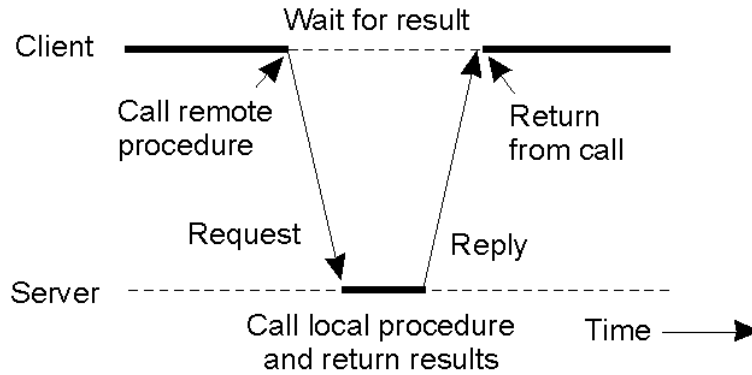 Wait for result
Client
Call remote
procedure
Return
from call
Request
Reply
Server
Call local procedure
and return results
Time